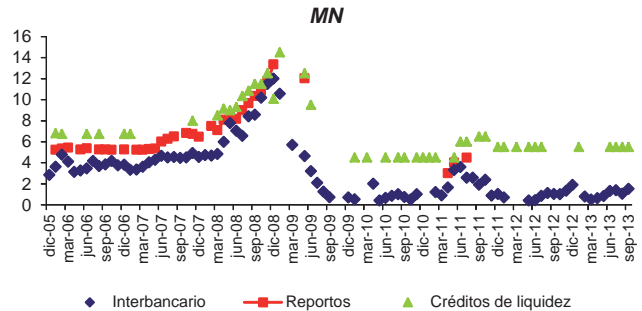 MN
16
14
12
10
8
6
4
2
0
dic-05
mar-06
jun-06
sep-06
dic-06
mar-07
jun-07
sep-07
dic-07
mar-08
jun-08
sep-08
dic-08
mar-09
jun-09
sep-09
dic-09
mar-10
jun-10
sep-10
dic-10
mar-11
jun-11
sep-11
dic-11
mar-12
jun-12
sep-12
dic-12
mar-13
jun-13
sep-13
Interbancario
Reportos
Créditos de liquidez